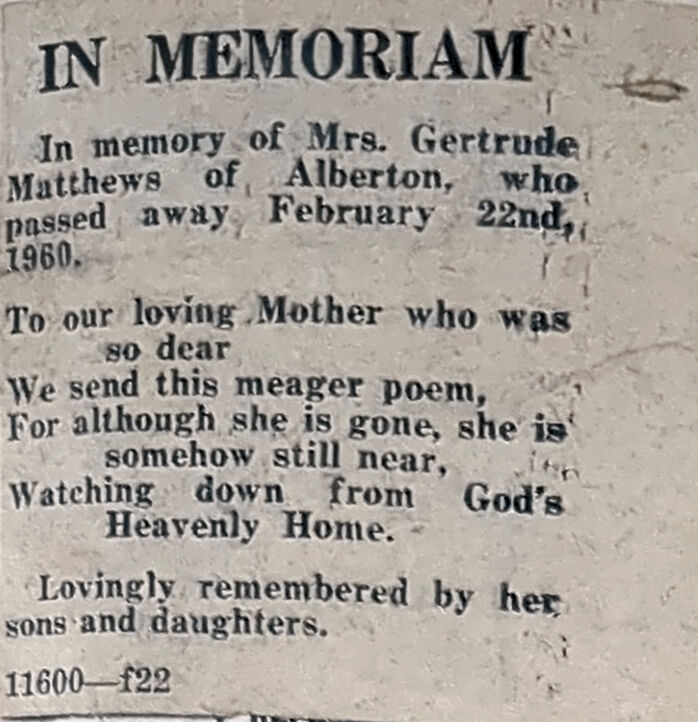 IN MEMORIAM
In memory of Mrs. Gertrude
Matthews of Alberton, who
passed away February 22nd,
1960.
To our loving Mother who was
so dear
We send this meager poem,
For although she is gone, she is
somehow still near,
Watching down from God's
Heavenly Home.
Lovingly remembered by her
sons and daughters.
11600—f22